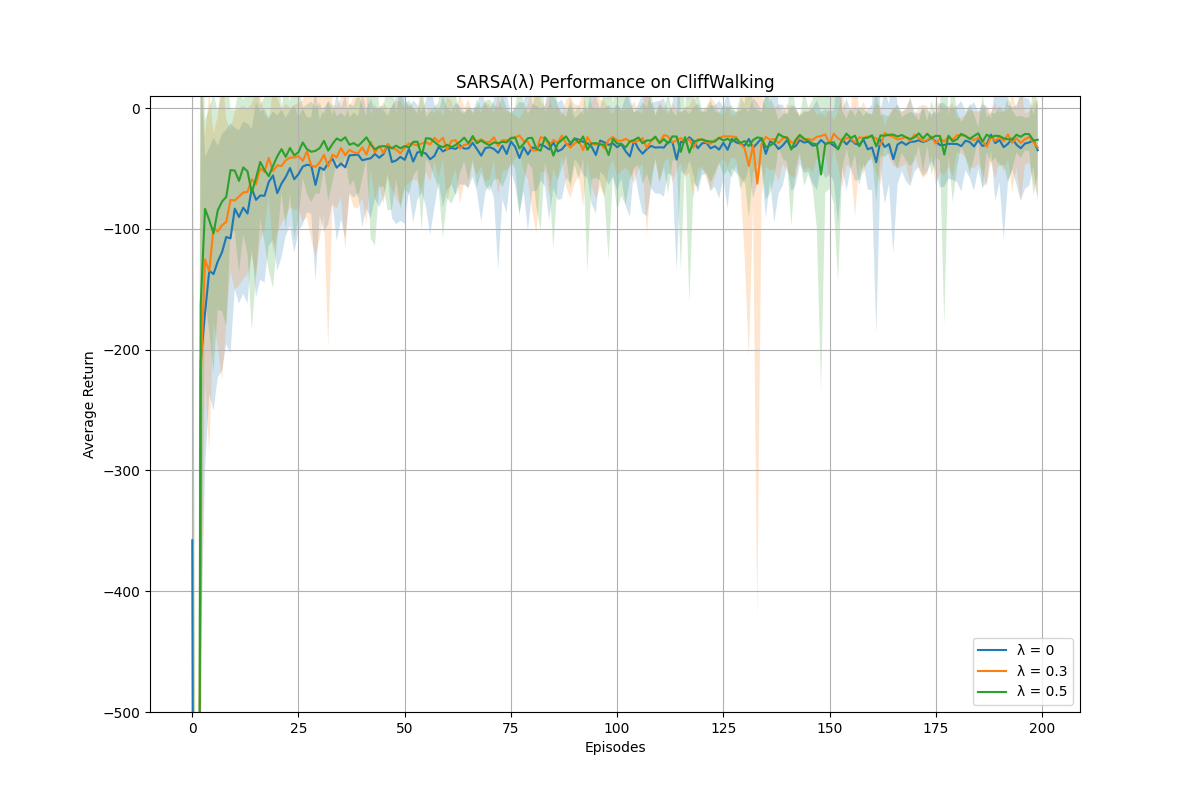 SARSA(λ) Performance on CliffWalking
0
−100
−200
−300
−400
−500
Average Return
0
25
50
75
100
125
150
175
200
Episodes
λ = 0
λ = 0.3
λ = 0.5